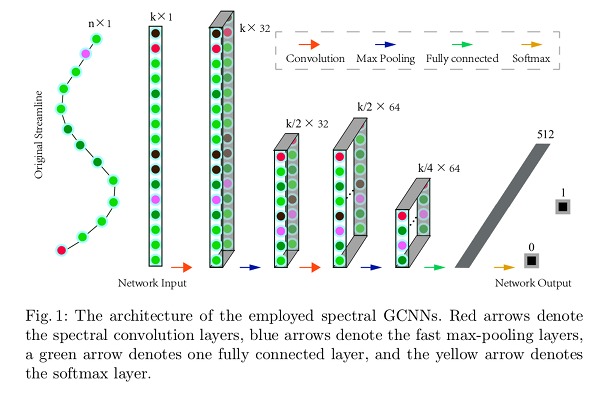 n×1
k×1
k× 32
Original Streamline
Convolution
Max Pooling
Fully connected
Softmax
k/2 × 32
k/2 × 64
k/4 × 64
512
1
0
Network Input
Network Output
Fig. 1: The architecture of the employed spectral GCNNs. Red arrows denote
the spectral convolution layers, blue arrows denote the fast max-pooling layers,
a green arrow denotes one fully connected layer, and the yellow arrow denotes
the softmax layer.